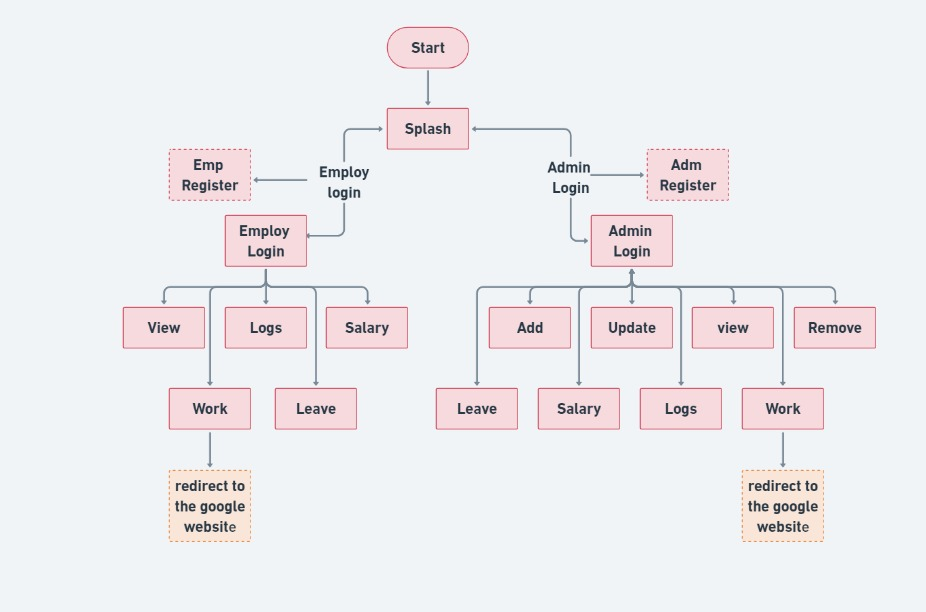 Start
Splash
Emp
Register
Employ
login
Admin
Login
Adm
Register
Employ
Login
Admin
Login
View
Logs
Salary
Add
Update
view
Remove
Work
Leave
Leave
Salary
Logs
Work
redirect to
the google
website
redirect to
the google
website